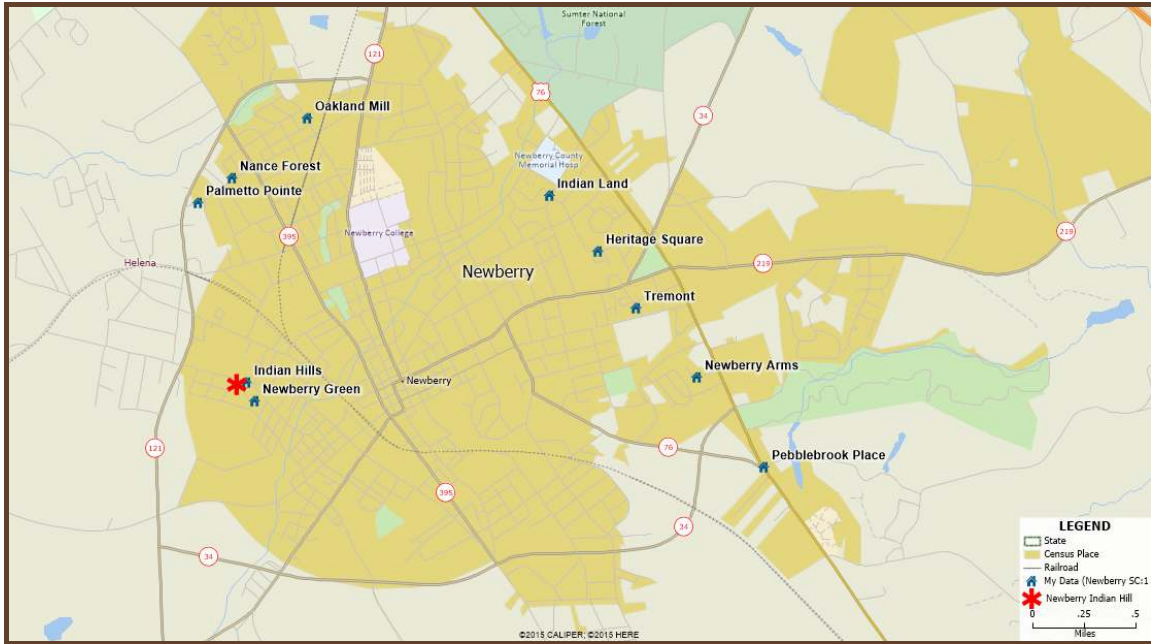 Sumter National
Forest
121
76
Oakland Mill
34
Newberry County
Memorial Hosp
Nance Forest
Indian Land
Palmetto Pointe
Newberry College
395
Heritage Square
219
Helena
Newberry
219
Tremont
Indian Hills
Newberry
Newberry Arms
Newberry Green
121
76
Pebblebrook Place
395
34
34
LEGEND
State
Census Place
Railroad
My Data (Newberry SC:1
Newberry Indian Hill
0 .25 .5
Miles
©2015 CALIPER; ©2015 HERE